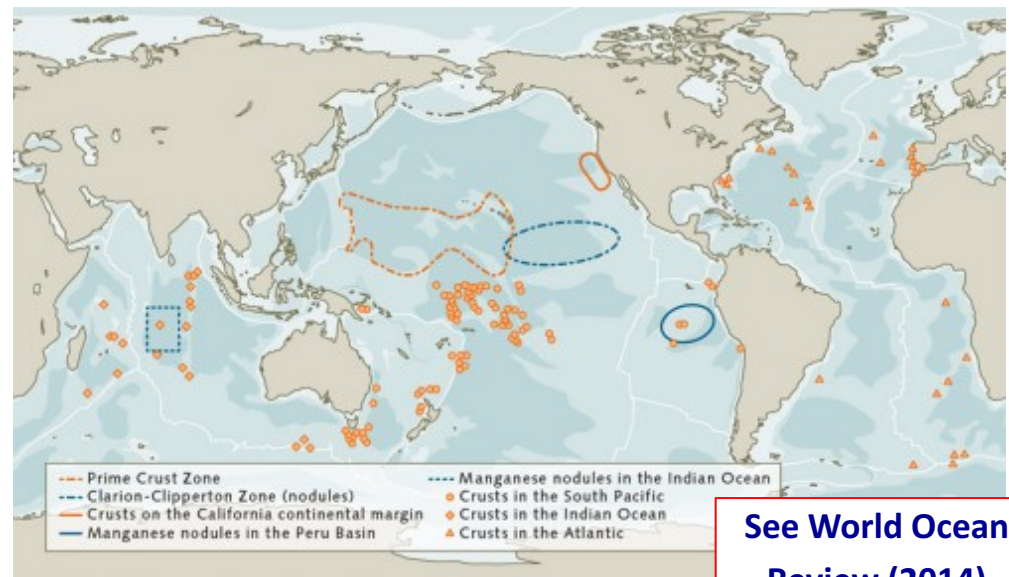 Prime Crust Zone
Clarion-Clipperton Zone (nodules)
Crusts on the California continental margin
Manganese nodules in the Peru Basin
Manganese nodules in the Indian Ocean
Crusts in the South Pacific
Crusts in the Indian Ocean
Crusts in the Atlantic
See World Ocean
Review (2014)